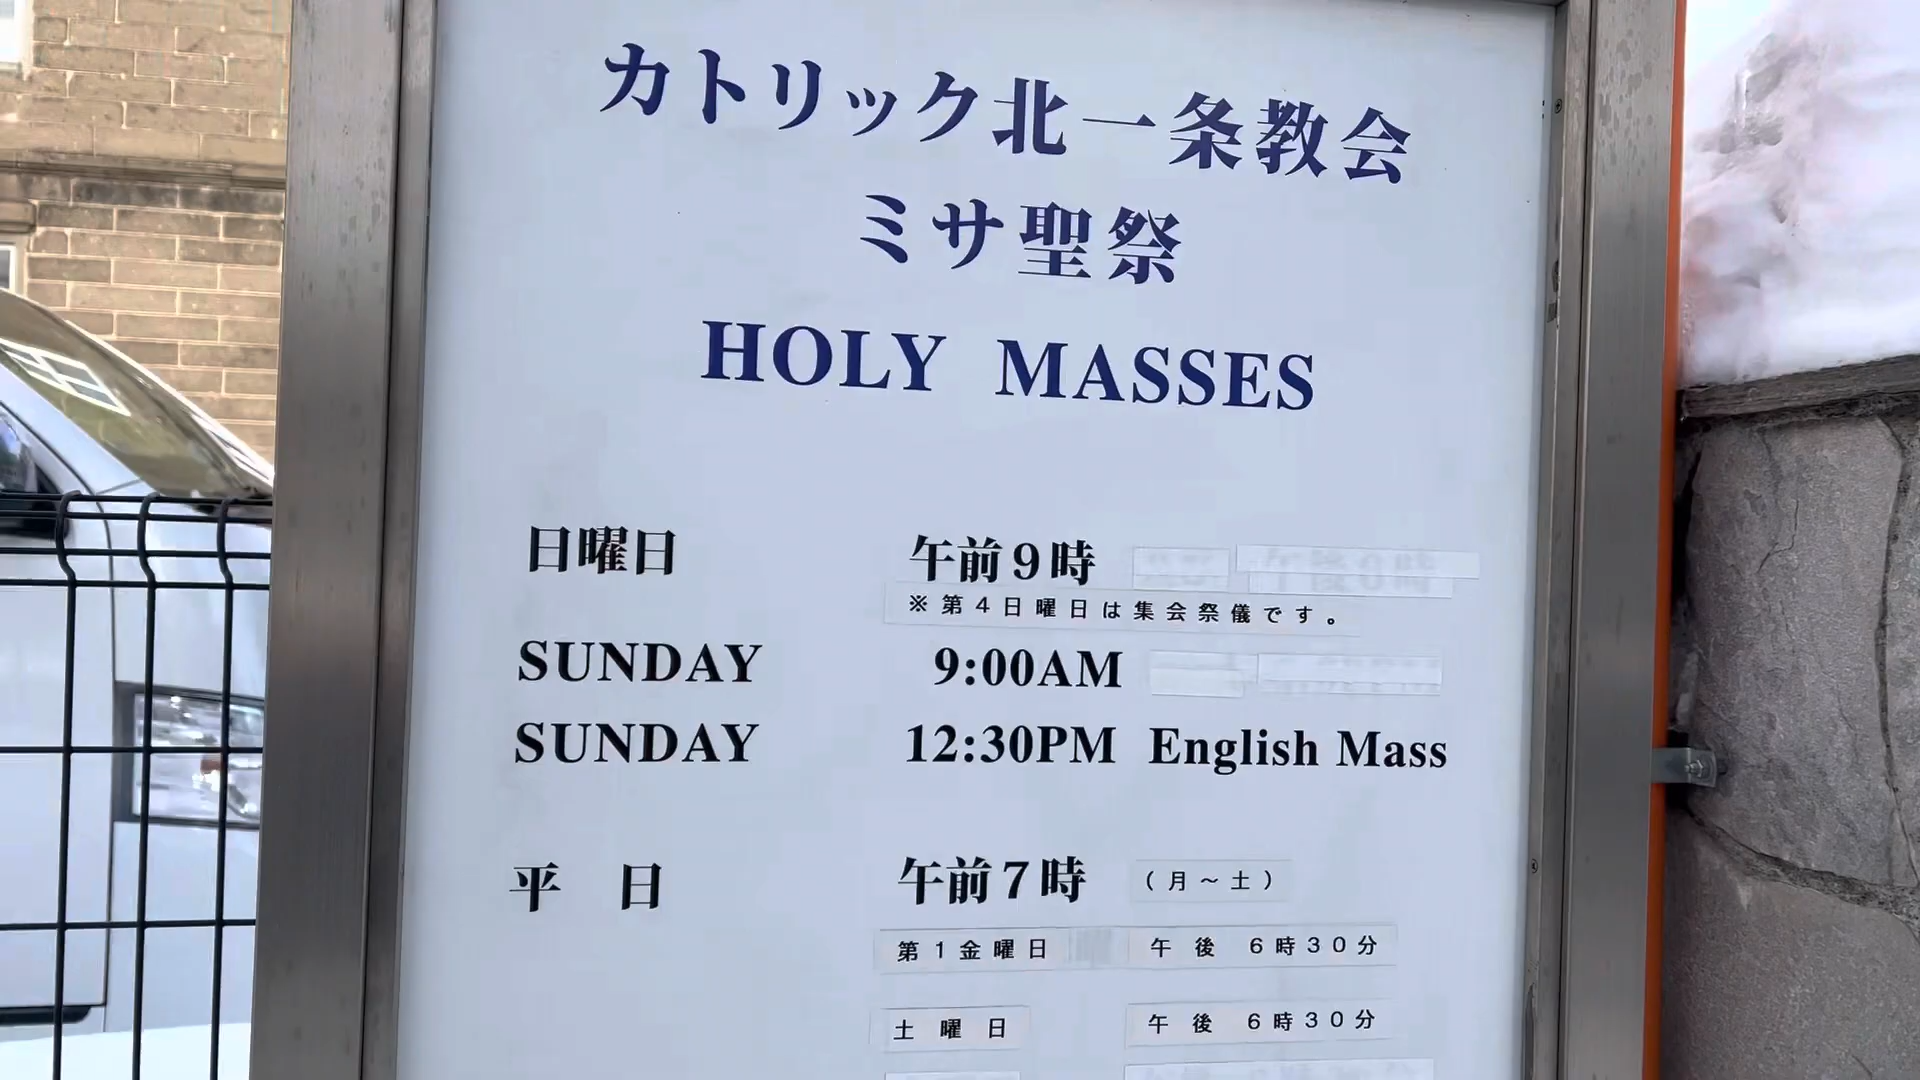 カトリック北一条教会
ミサ聖祭
HOLY MASSES
日曜日 午前9時
※第4日曜日は集会祭儀です。
SUNDAY 9:00AM
SUNDAY 12:30PM English Mass
平 日 午前7時 (月~土)
第1金曜日 午後 6時30分
土曜日 午後 6時30分